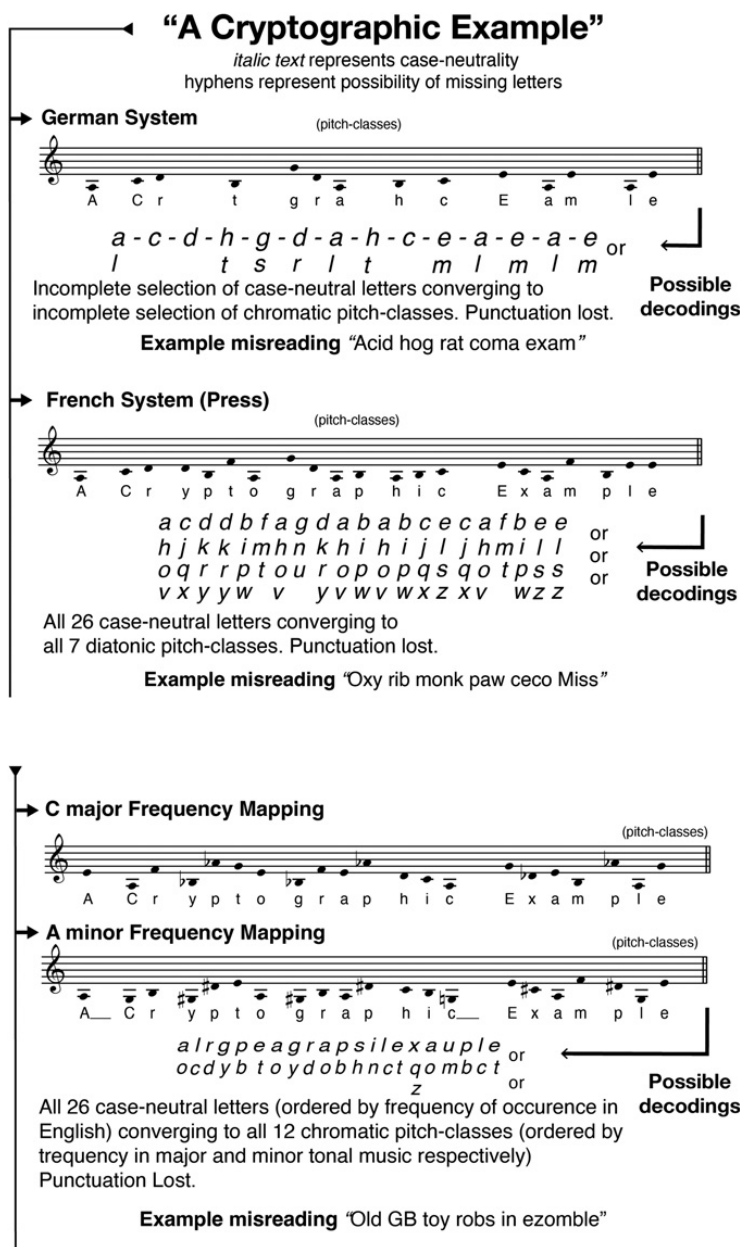 “A Cryptographic Example”
italic text represents case-neutrality
hyphens represent possibility of missing letters
German System
(pitch-classes)
A C r t g r a h c E a m l e
a - c - d - h - g - d - a - h - c - e - a - e - a - e or
l t s r l t m l m l m
Incomplete selection of case-neutral letters converging to
incomplete selection of chromatic pitch-classes. Punctuation lost.
Possible
decodings
Example misreading “Acid hog rat coma exam”
French System (Press)
(pitch-classes)
A C r y p t o g r a p h i c E x a m p l e
a c d d b f a g d a b a b c e c a f b e e or
h j k k i m h n k h i h i j l j h m i l l or
o q r r p t o u r o p o p q s q o t p s s or
v x y y w v y v w v w x z x v w z z
Possible
decodings
All 26 case-neutral letters converging to
all 7 diatonic pitch-classes. Punctuation lost.
Example misreading “Oxy rib monk paw ceco Miss”
C major Frequency Mapping
(pitch-classes)
A C r y p t o g r a p h i c E x a m p l e
A minor Frequency Mapping
(pitch-classes)
A__ C r y p t o g r a p h i c__ E x a m p l e
a l r g p e a g r a p s i l e x a u p l e or
o c d y b t o y d o b h n c t q o m b c t or
z
Possible
decodings
All 26 case-neutral letters (ordered by frequency of occurence in
English) converging to all 12 chromatic pitch-classes (ordered by
trequency in major and minor tonal music respectively)
Punctuation Lost.
Example misreading “Old GB toy robs in ezomble”